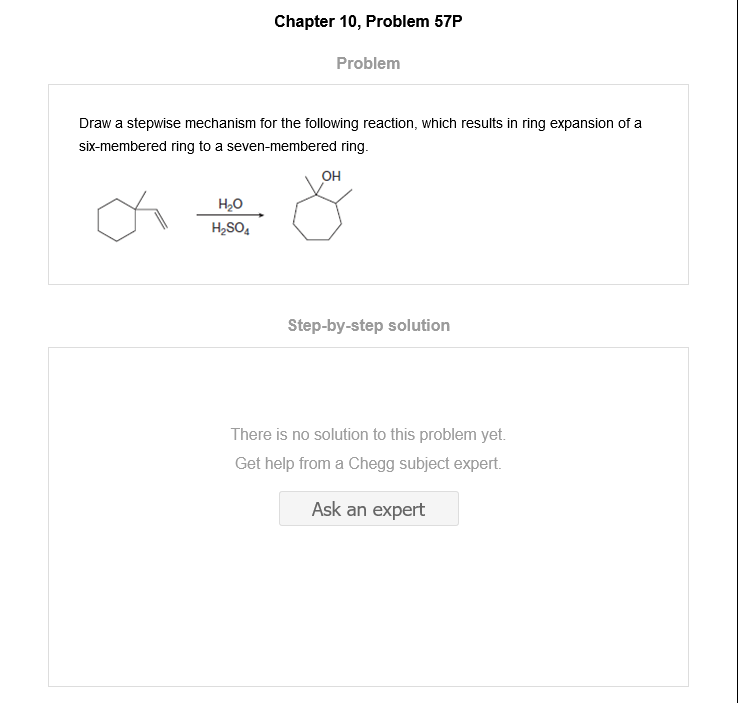 Chapter 10, Problem 57P
Problem
Draw a stepwise mechanism for the following reaction, which results in ring expansion of a
six-membered ring to a seven-membered ring.
OH
H₂O
H₂SO₄
Step-by-step solution
There is no solution to this problem yet.
Get help from a Chegg subject expert.
Ask an expert